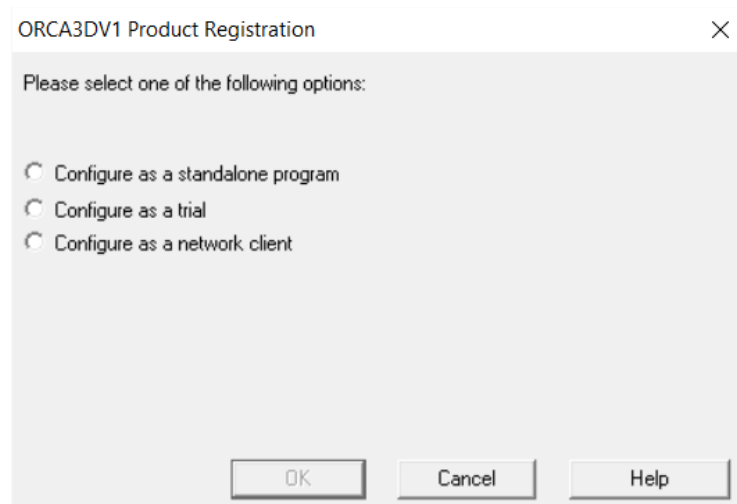 ORCA3DV1 Product Registration
Please select one of the following options:
Configure as a standalone program
Configure as a trial
Configure as a network client
OK Cancel Help